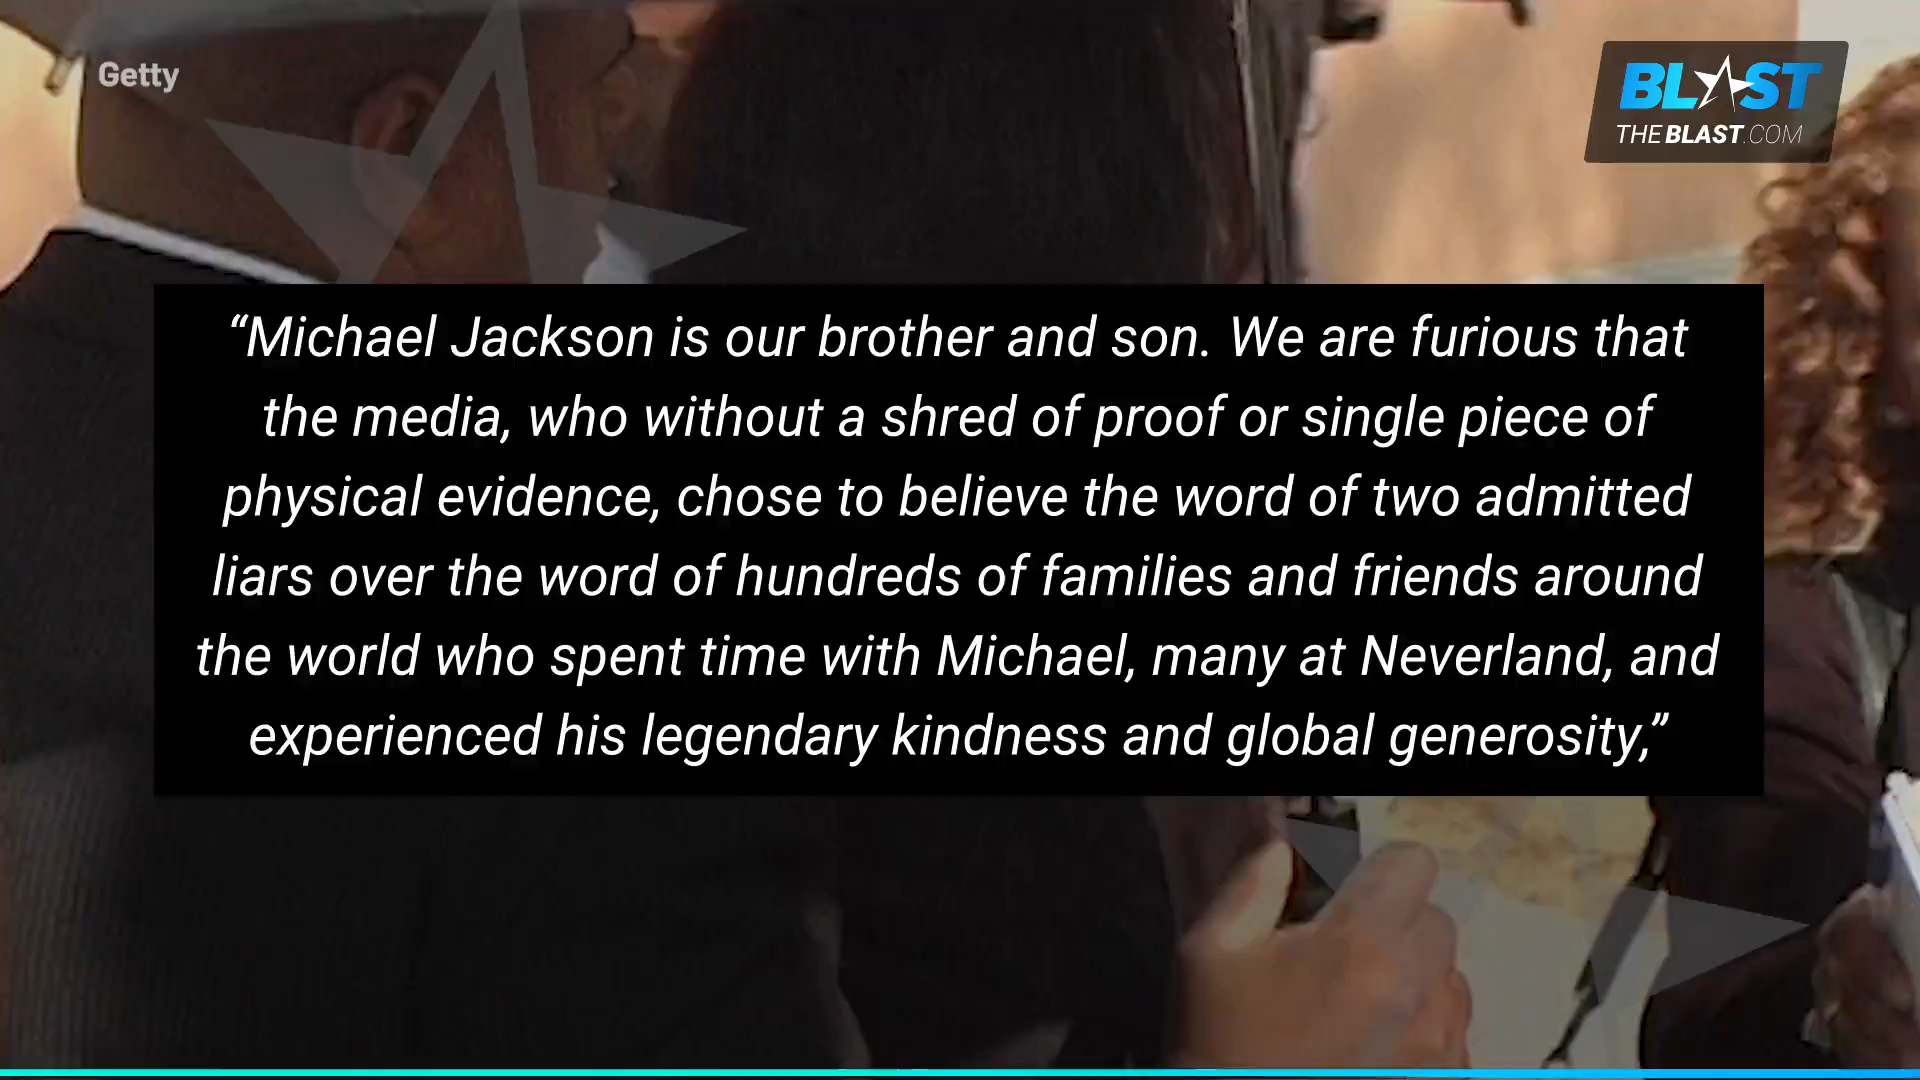 Getty
BLAST
THEBLAST.COM
“Michael Jackson is our brother and son. We are furious that
the media, who without a shred of proof or single piece of
physical evidence, chose to believe the word of two admitted
liars over the word of hundreds of families and friends around
the world who spent time with Michael, many at Neverland, and
experienced his legendary kindness and global generosity,”